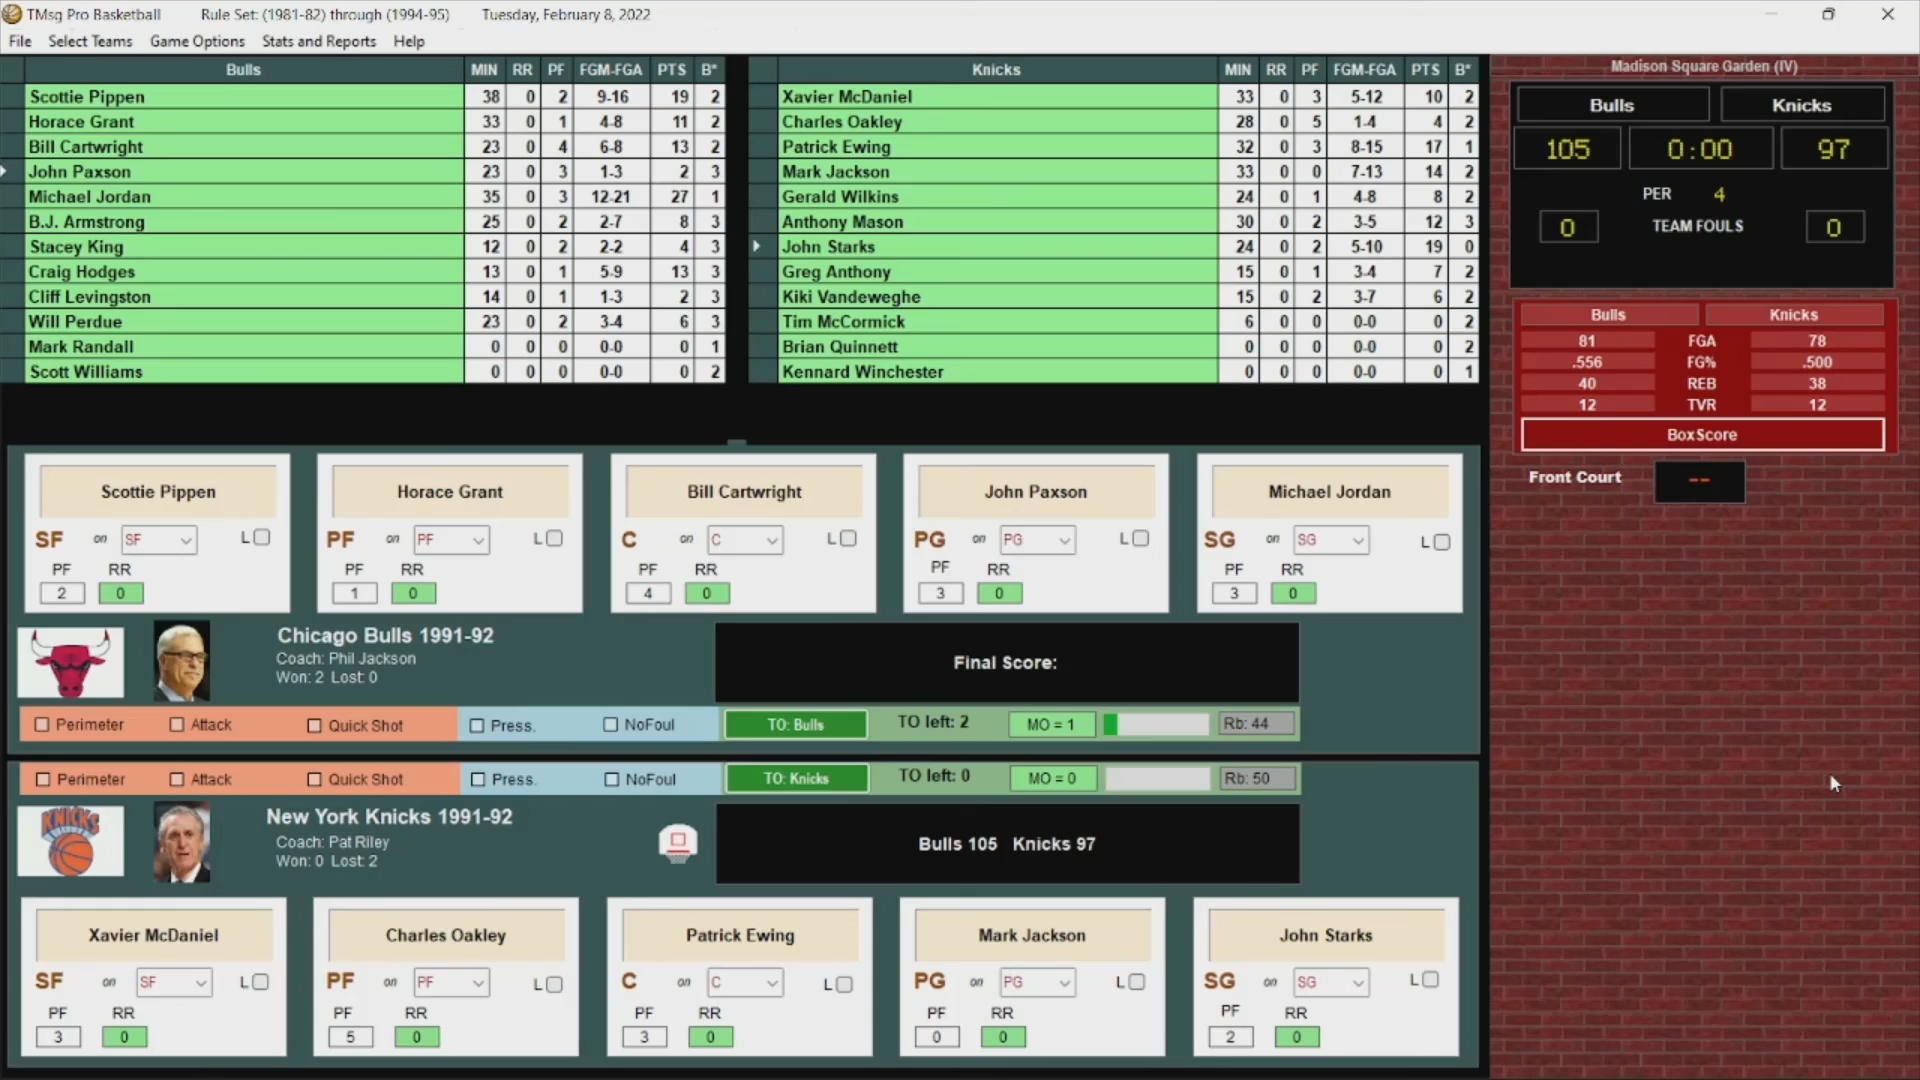 TMsg Pro Basketball Rule Set: (1981-82) through (1994-95) Tuesday, February 8, 2022
File Select Teams Game Options Stats and Reports Help
Bulls MIN RR PF FGM-FGA PTS B*
Scottie Pippen 38 0 2 9-16 19 2
Horace Grant 33 0 1 4-8 11 2
Bill Cartwright 23 0 4 6-8 13 2
John Paxson 23 0 3 1-3 2 3
Michael Jordan 35 0 3 12-21 27 1
B.J. Armstrong 25 0 2 2-7 8 3
Stacey King 12 0 2 2-2 4 3
Craig Hodges 13 0 1 5-9 13 3
Cliff Levingston 14 0 1 1-3 2 3
Will Perdue 23 0 2 3-4 6 3
Mark Randall 0 0 0 0-0 0 1
Scott Williams 0 0 0 0-0 0 2
Knicks MIN RR PF FGM-FGA PTS B*
Xavier McDaniel 33 0 3 5-12 10 2
Charles Oakley 28 0 5 1-4 4 2
Patrick Ewing 32 0 3 8-15 17 1
Mark Jackson 33 0 0 7-13 14 2
Gerald Wilkins 24 0 1 4-8 8 2
Anthony Mason 30 0 2 3-5 12 3
John Starks 24 0 2 5-10 19 0
Greg Anthony 15 0 1 3-4 7 2
Kiki Vandeweghe 15 0 2 3-7 6 2
Tim McCormick 6 0 0 0-0 0 2
Brian Quinnett 0 0 0 0-0 0 2
Kennard Winchester 0 0 0 0-0 0 1
Madison Square Garden (IV)
Bulls Knicks
105 0:00 97
PER 4
0 TEAM FOULS 0
Bulls Knicks
81 FGA 78
.556 FG% .500
40 REB 38
12 TVR 12
BoxScore
Front Court --
Scottie Pippen
SF on SF L
PF RR
2 0
Horace Grant
PF on PF L
PF RR
1 0
Bill Cartwright
C on C L
PF RR
4 0
John Paxson
PG on PG L
PF RR
3 0
Michael Jordan
SG on SG L
PF RR
3 0
Chicago Bulls 1991-92
Coach: Phil Jackson
Won: 2 Lost: 0
Final Score:
Perimeter Attack Quick Shot Press. NoFoul TO: Bulls TO left: 2 MO = 1 Rb: 44
Perimeter Attack Quick Shot Press. NoFoul TO: Knicks TO left: 0 MO = 0 Rb: 50
KNICKS
New York Knicks 1991-92
Coach: Pat Riley
Won: 0 Lost: 2
Bulls 105 Knicks 97
Xavier McDaniel
SF on SF L
PF RR
3 0
Charles Oakley
PF on PF L
PF RR
5 0
Patrick Ewing
C on C L
PF RR
3 0
Mark Jackson
PG on PG L
PF RR
0 0
John Starks
SG on SG L
PF RR
2 0